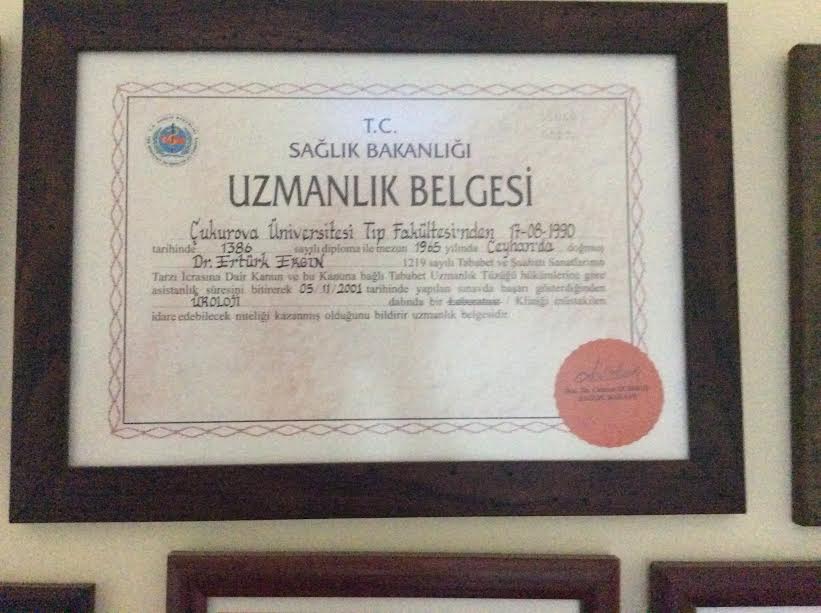 T.C.
SAĞLIK BAKANLIĞI
UZMANLIK BELGESİ
Çukurova Üniversitesi Tıp Fakültesi'nden 17-08-1990
tarihinde 1386 sayılı diploma ile mezun 1965 yılında Ceyhan'da doğmuş
Dr. Ertürk ERGİN 1219 sayılı Tababet ve Şuabatı Sanatlarının
Tarzı İcrasına Dair Kanun ve bu Kanuna bağlı Tababet Uzmanlık Tüzüğü hükümlerine göre
asistanlık süresini bitirerek 05/11/2001 tarihinde yapılan sınavda başarı gösterdiğinden
ÜROLOJİ dalında bir Laboratuar / Kliniği müstakilen
idare edebilecek niteliği kazanmış olduğunu bildirir uzmanlık belgesidir.